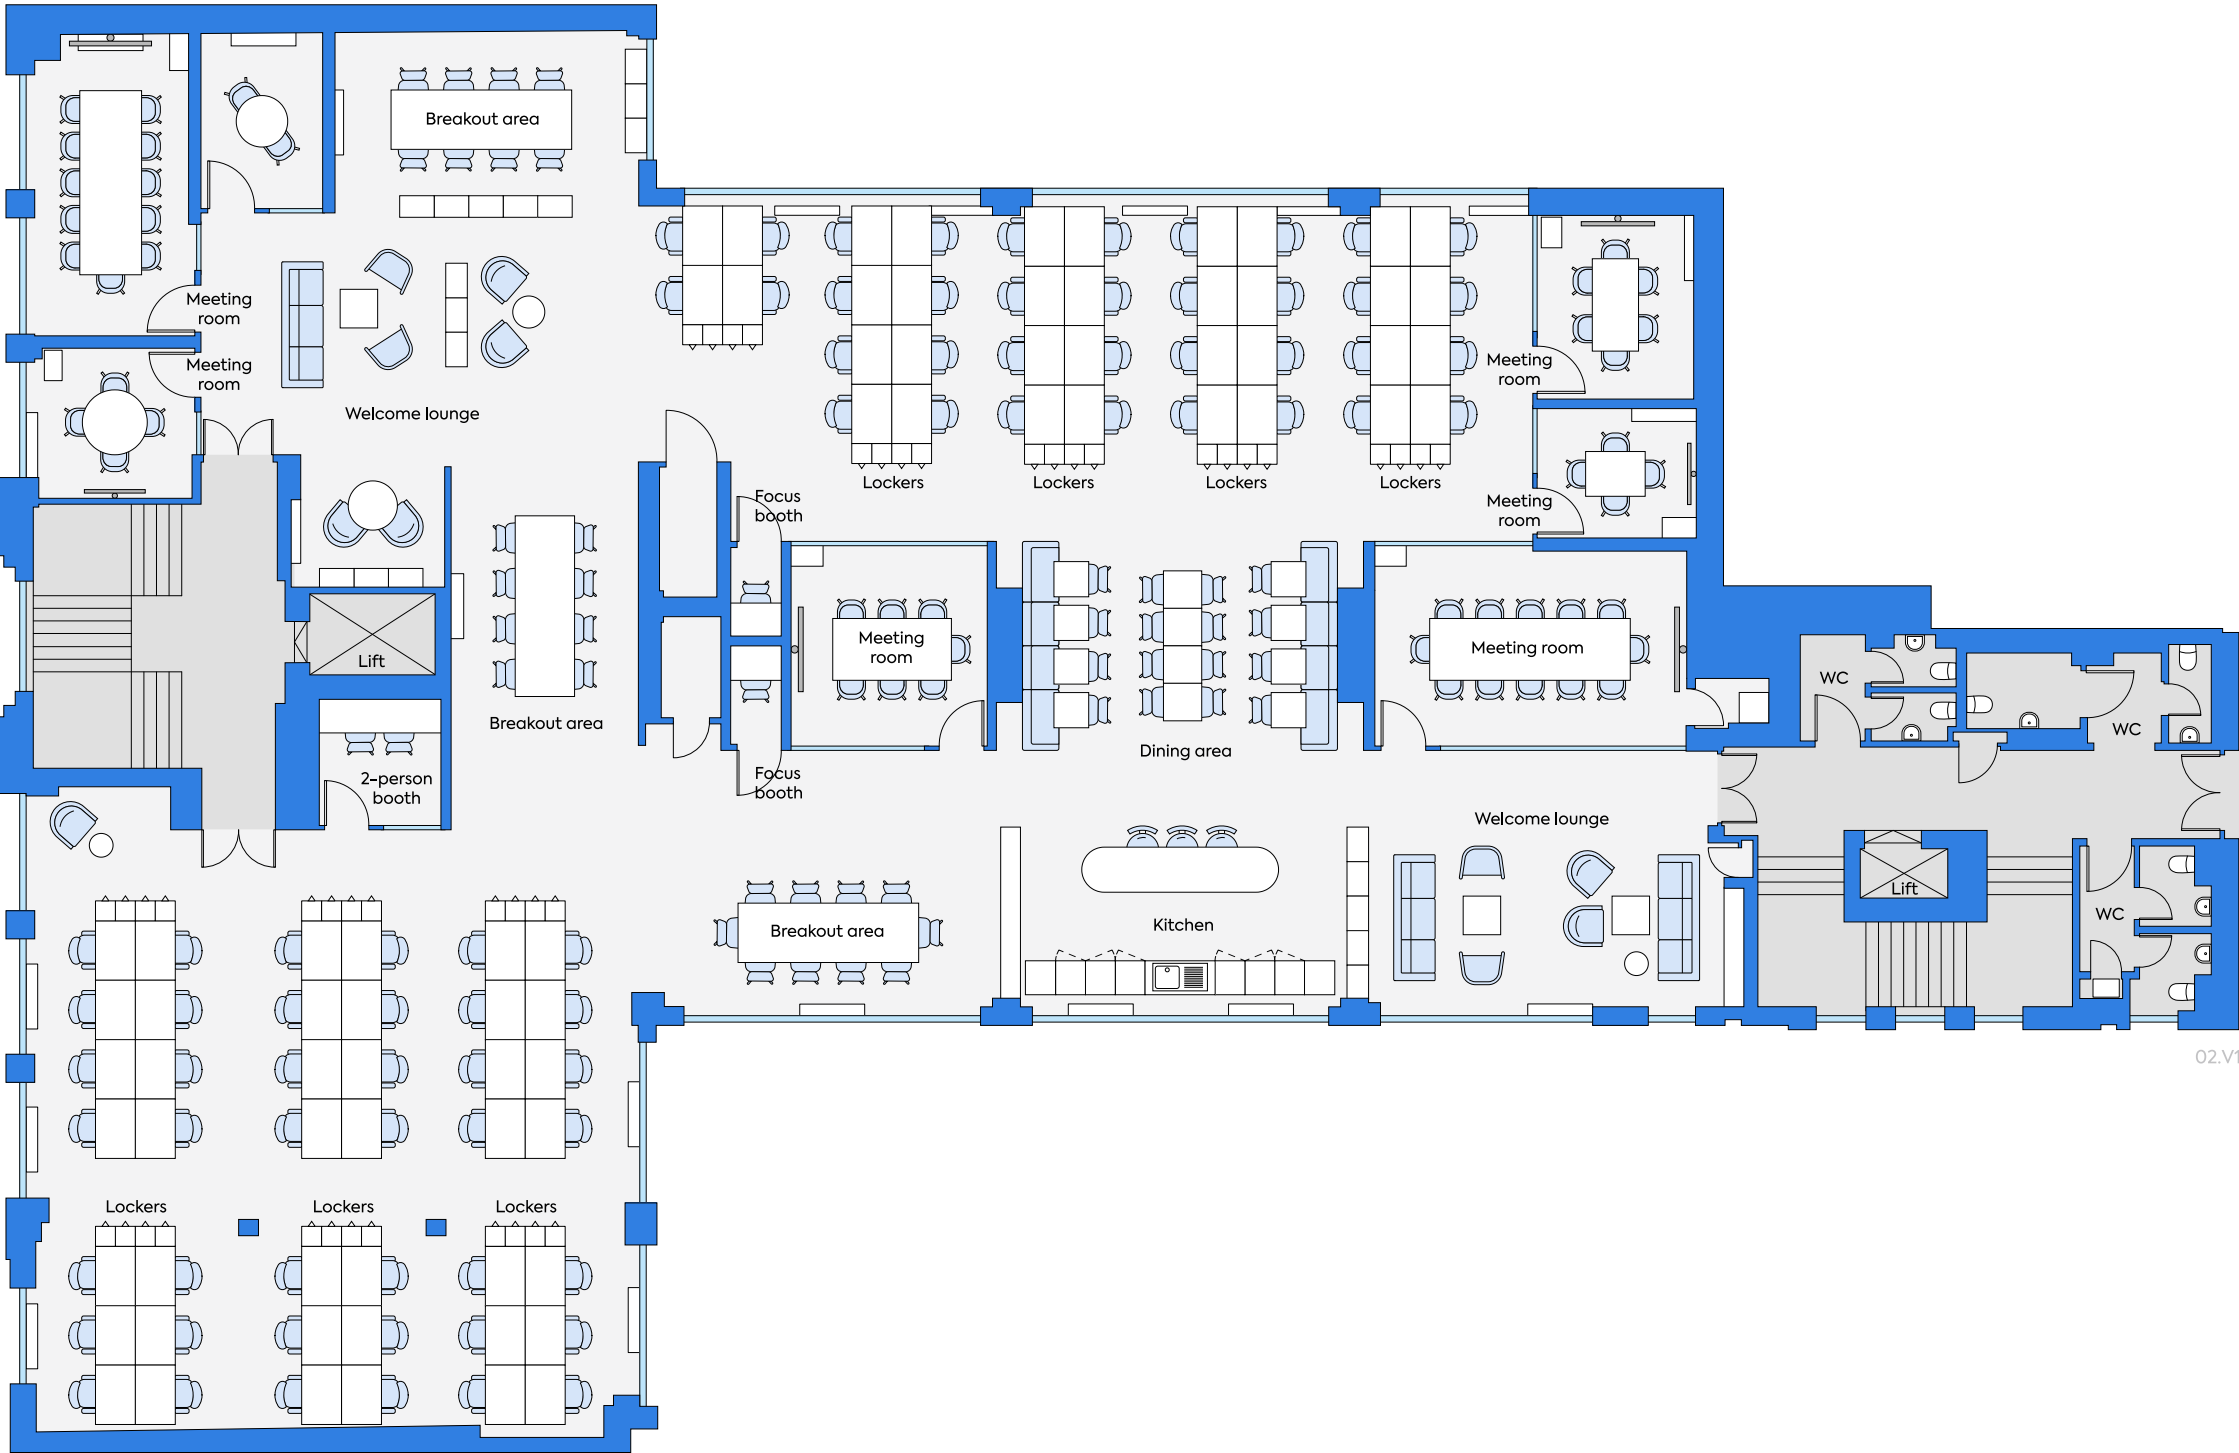 Breakout area
Meeting
room
Meeting
room
Welcome lounge
Meeting
room
Lockers
Lockers
Lockers
Lockers
Focus
booth
Meeting
room
Lift
Breakout area
Meeting
room
Meeting room
Dining area
WC
WC
2-person
booth
Focus
booth
Welcome lounge
Breakout area
Kitchen
Lift
WC
02.V1
Lockers
Lockers
Lockers